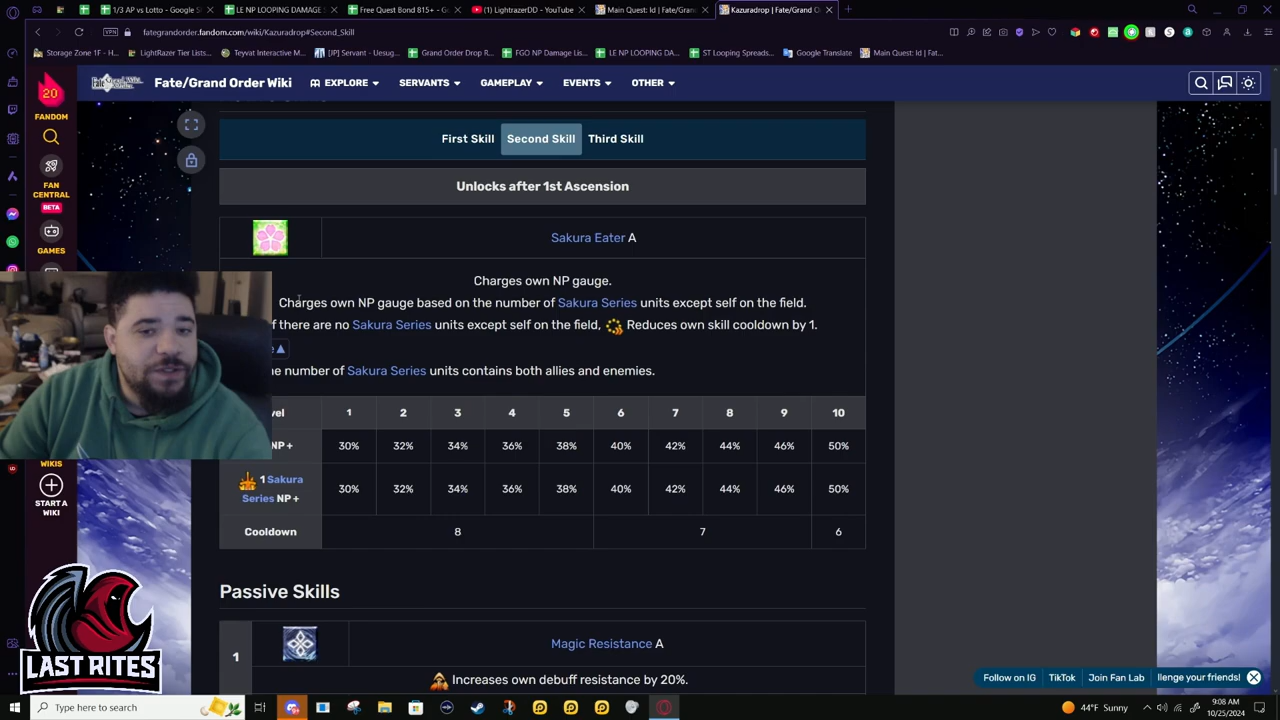 1/3 AP vs Lotto - Google S
LE NP LOOPING DAMAGE
Free Quest Bond 815+ - G
(1) LightrazerDD - YouTube
Main Quest: Id | Fate/Gran
Kazuradrop | Fate/Grand O
VPN
fategrandorder.fandom.com/wiki/Kazuradrop#Second_Skill
Storage Zone 1F - H...
LightRazer Tier Lists...
Teyvat Interactive M...
[JP] Servant - Uesug...
Grand Order Drop R...
FGO NP Damage Lis...
LE NP LOOPING DA...
ST Looping Spreads...
Google Translate
Main Quest: Id | Fat...
20
FANDOM
Fate/Grand Order
Fate/Grand Order Wiki
EXPLORE
SERVANTS
GAMEPLAY
EVENTS
OTHER
FAN
CENTRAL
BETA
GAMES
WIKIS
START A
WIKI
First Skill
Second Skill
Third Skill
Unlocks after 1st Ascension
Sakura Eater A
Charges own NP gauge.
Charges own NP gauge based on the number of Sakura Series units except self on the field.
f there are no Sakura Series units except self on the field, Reduces own skill cooldown by 1.
e ▲
he number of Sakura Series units contains both allies and enemies.
vel 1 2 3 4 5 6 7 8 9 10
NP + 30% 32% 34% 36% 38% 40% 42% 44% 46% 50%
1 Sakura
Series NP + 30% 32% 34% 36% 38% 40% 42% 44% 46% 50%
Cooldown 8 7 6
Passive Skills
1
Magic Resistance A
Increases own debuff resistance by 20%.
LAST RITES
Follow on IG
TikTok
Join Fan Lab
llenge your friends!
Type here to search
44°F Sunny
9:08 AM
10/25/2024